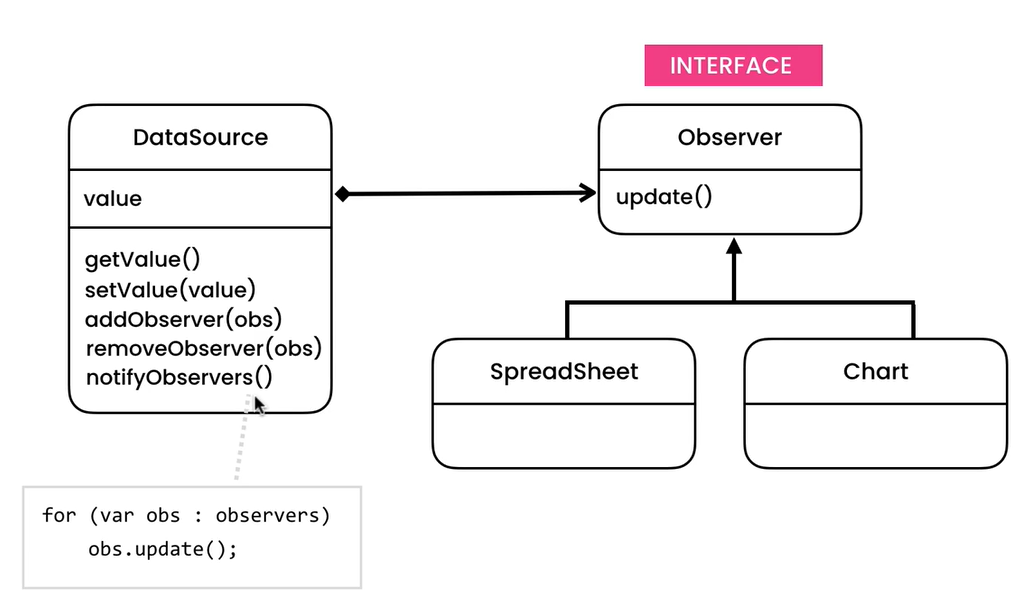 INTERFACE
DataSource
value
getValue()
setValue(value)
addObserver(obs)
removeObserver(obs)
notifyObservers()
for (var obs : observers)
obs.update();
Observer
update()
SpreadSheet
Chart